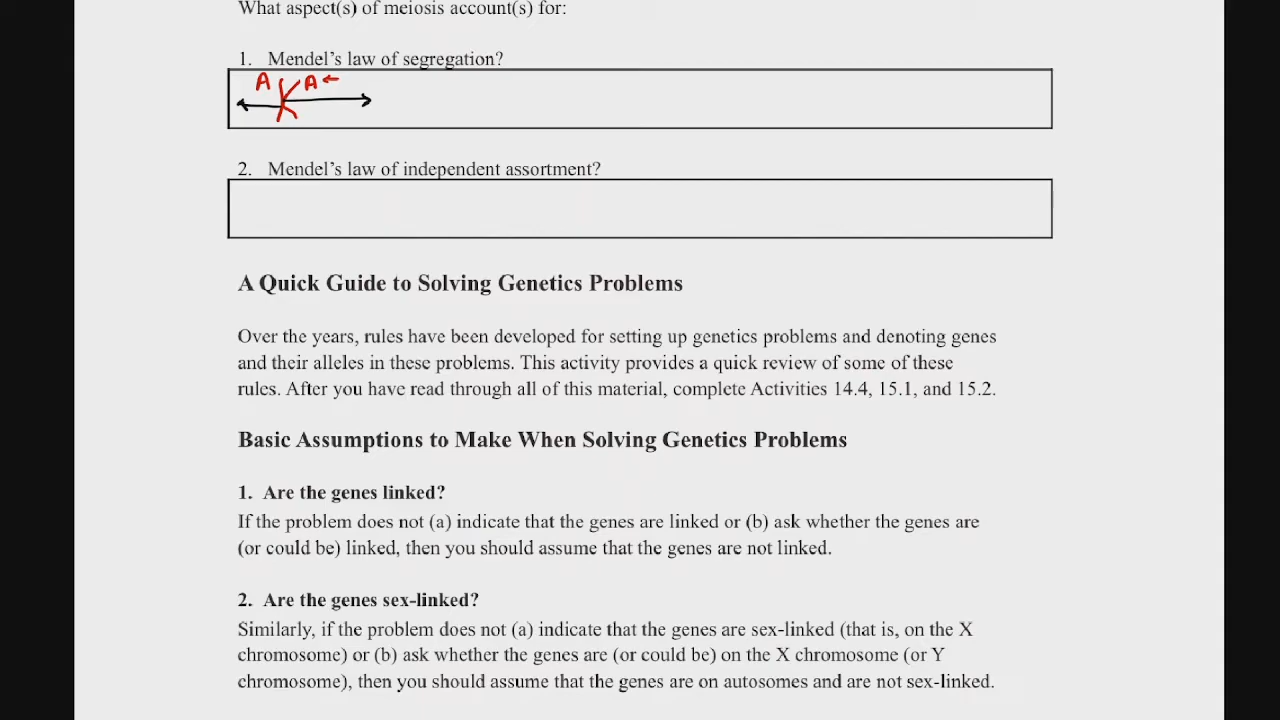 What aspect(s) of meiosis account(s) for:
1. Mendel's law of segregation?
A A
2. Mendel's law of independent assortment?
A Quick Guide to Solving Genetics Problems
Over the years, rules have been developed for setting up genetics problems and denoting genes
and their alleles in these problems. This activity provides a quick review of some of these
rules. After you have read through all of this material, complete Activities 14.4, 15.1, and 15.2.
Basic Assumptions to Make When Solving Genetics Problems
1. Are the genes linked?
If the problem does not (a) indicate that the genes are linked or (b) ask whether the genes are
(or could be) linked, then you should assume that the genes are not linked.
2. Are the genes sex-linked?
Similarly, if the problem does not (a) indicate that the genes are sex-linked (that is, on the X
chromosome) or (b) ask whether the genes are (or could be) on the X chromosome (or Y
chromosome), then you should assume that the genes are on autosomes and are not sex-linked.